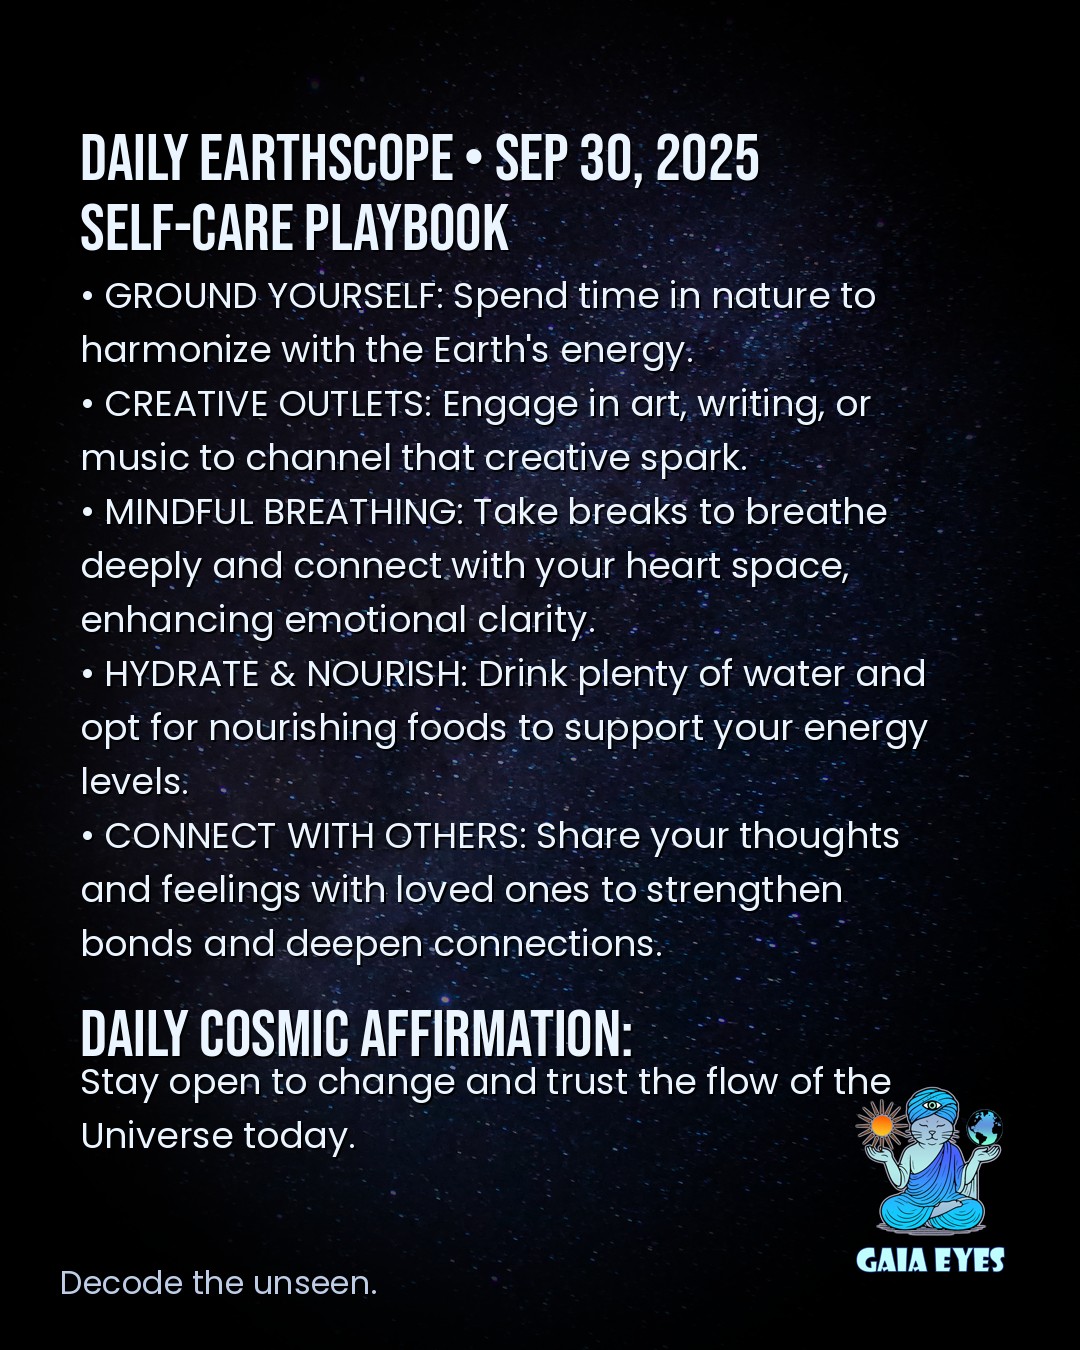 DAILY EARTHSCOPE • SEP 30, 2025
SELF-CARE PLAYBOOK
• GROUND YOURSELF: Spend time in nature to
harmonize with the Earth's energy.
• CREATIVE OUTLETS: Engage in art, writing, or
music to channel that creative spark.
• MINDFUL BREATHING: Take breaks to breathe
deeply and connect with your heart space,
enhancing emotional clarity.
• HYDRATE & NOURISH: Drink plenty of water and
opt for nourishing foods to support your energy
levels.
• CONNECT WITH OTHERS: Share your thoughts
and feelings with loved ones to strengthen
bonds and deepen connections.
DAILY COSMIC AFFIRMATION:
Stay open to change and trust the flow of the
Universe today.
GAIA EYES
Decode the unseen.